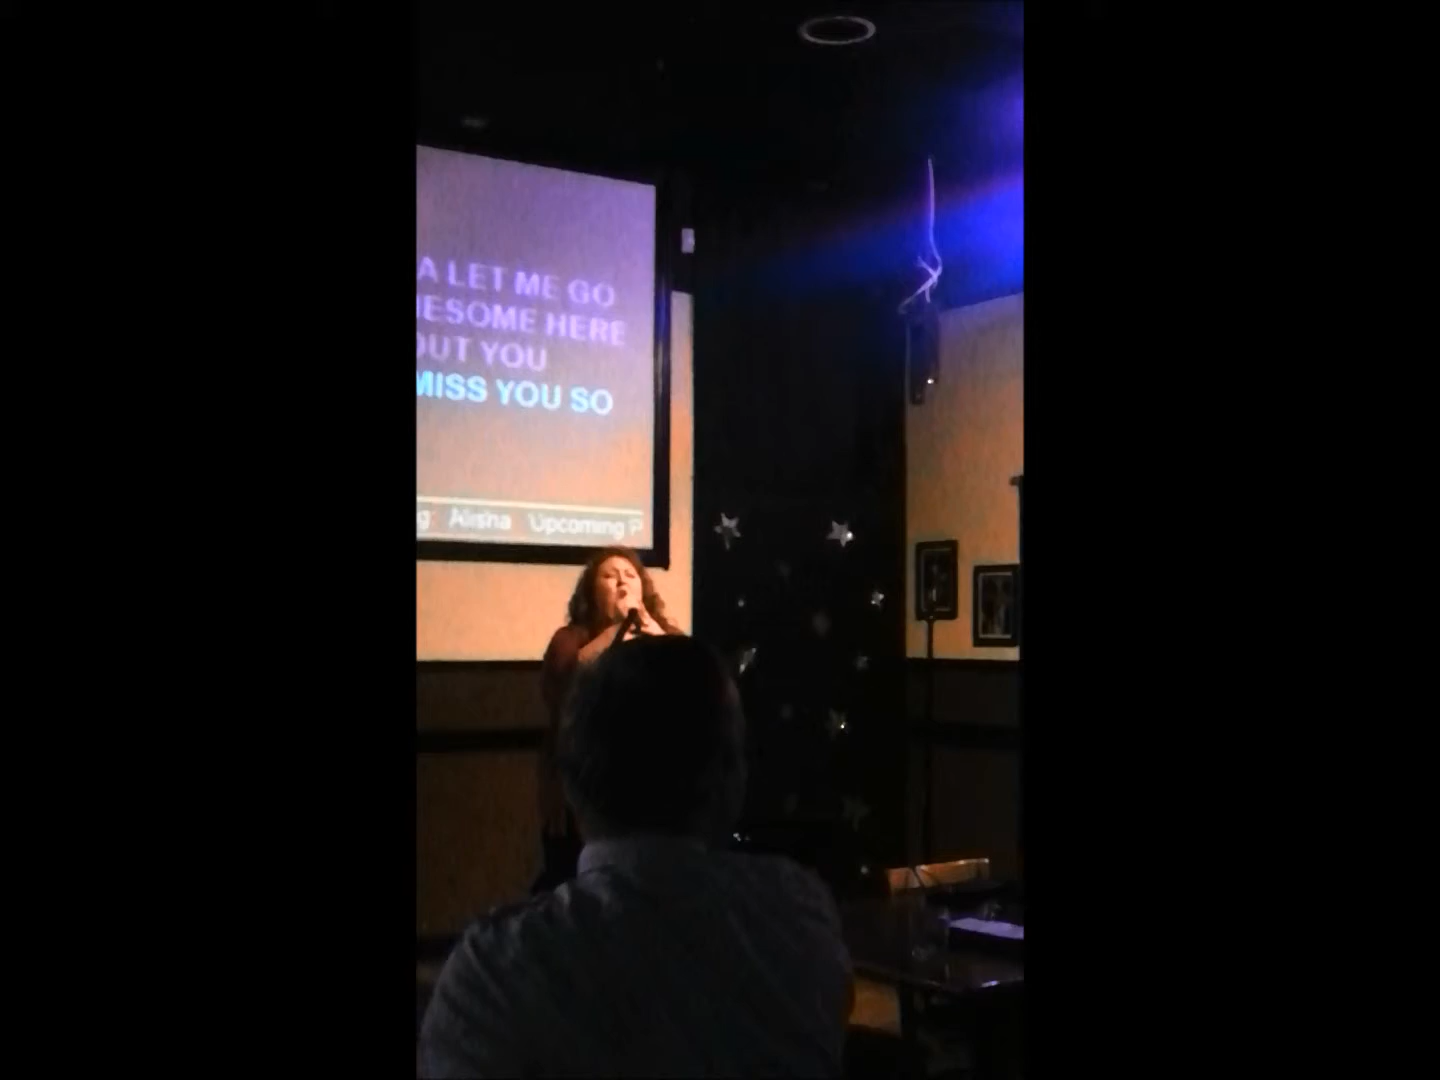 A LET ME GO
ESOME HERE
OUT YOU
MISS YOU SO
g: Alisha Upcoming P